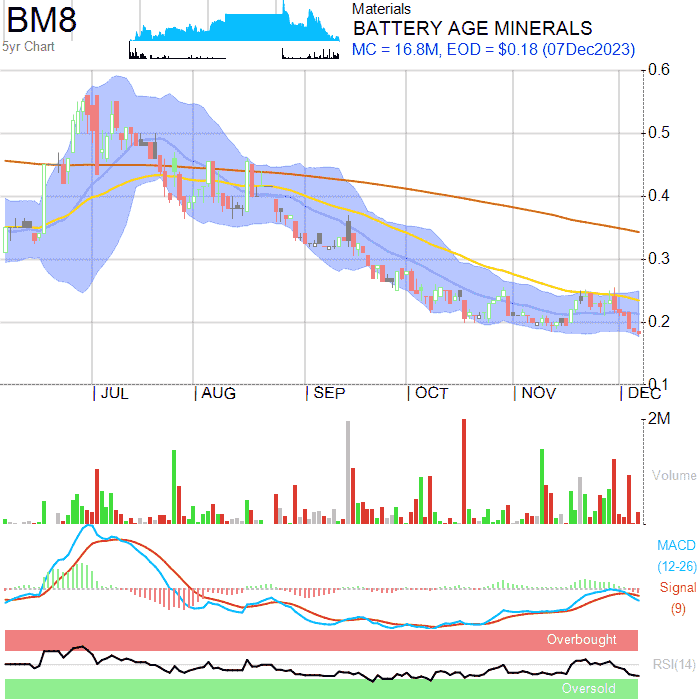 BM8
5yr Chart
Materials
BATTERY AGE MINERALS
MC = 16.8M, EOD = $0.18 (07Dec2023)
0.6
0.5
0.4
0.3
0.2
0.1
JUL AUG SEP OCT NOV DEC
2M
Volume
MACD
(12-26)
Signal
(9)
Overbought
RSI(14)
Oversold